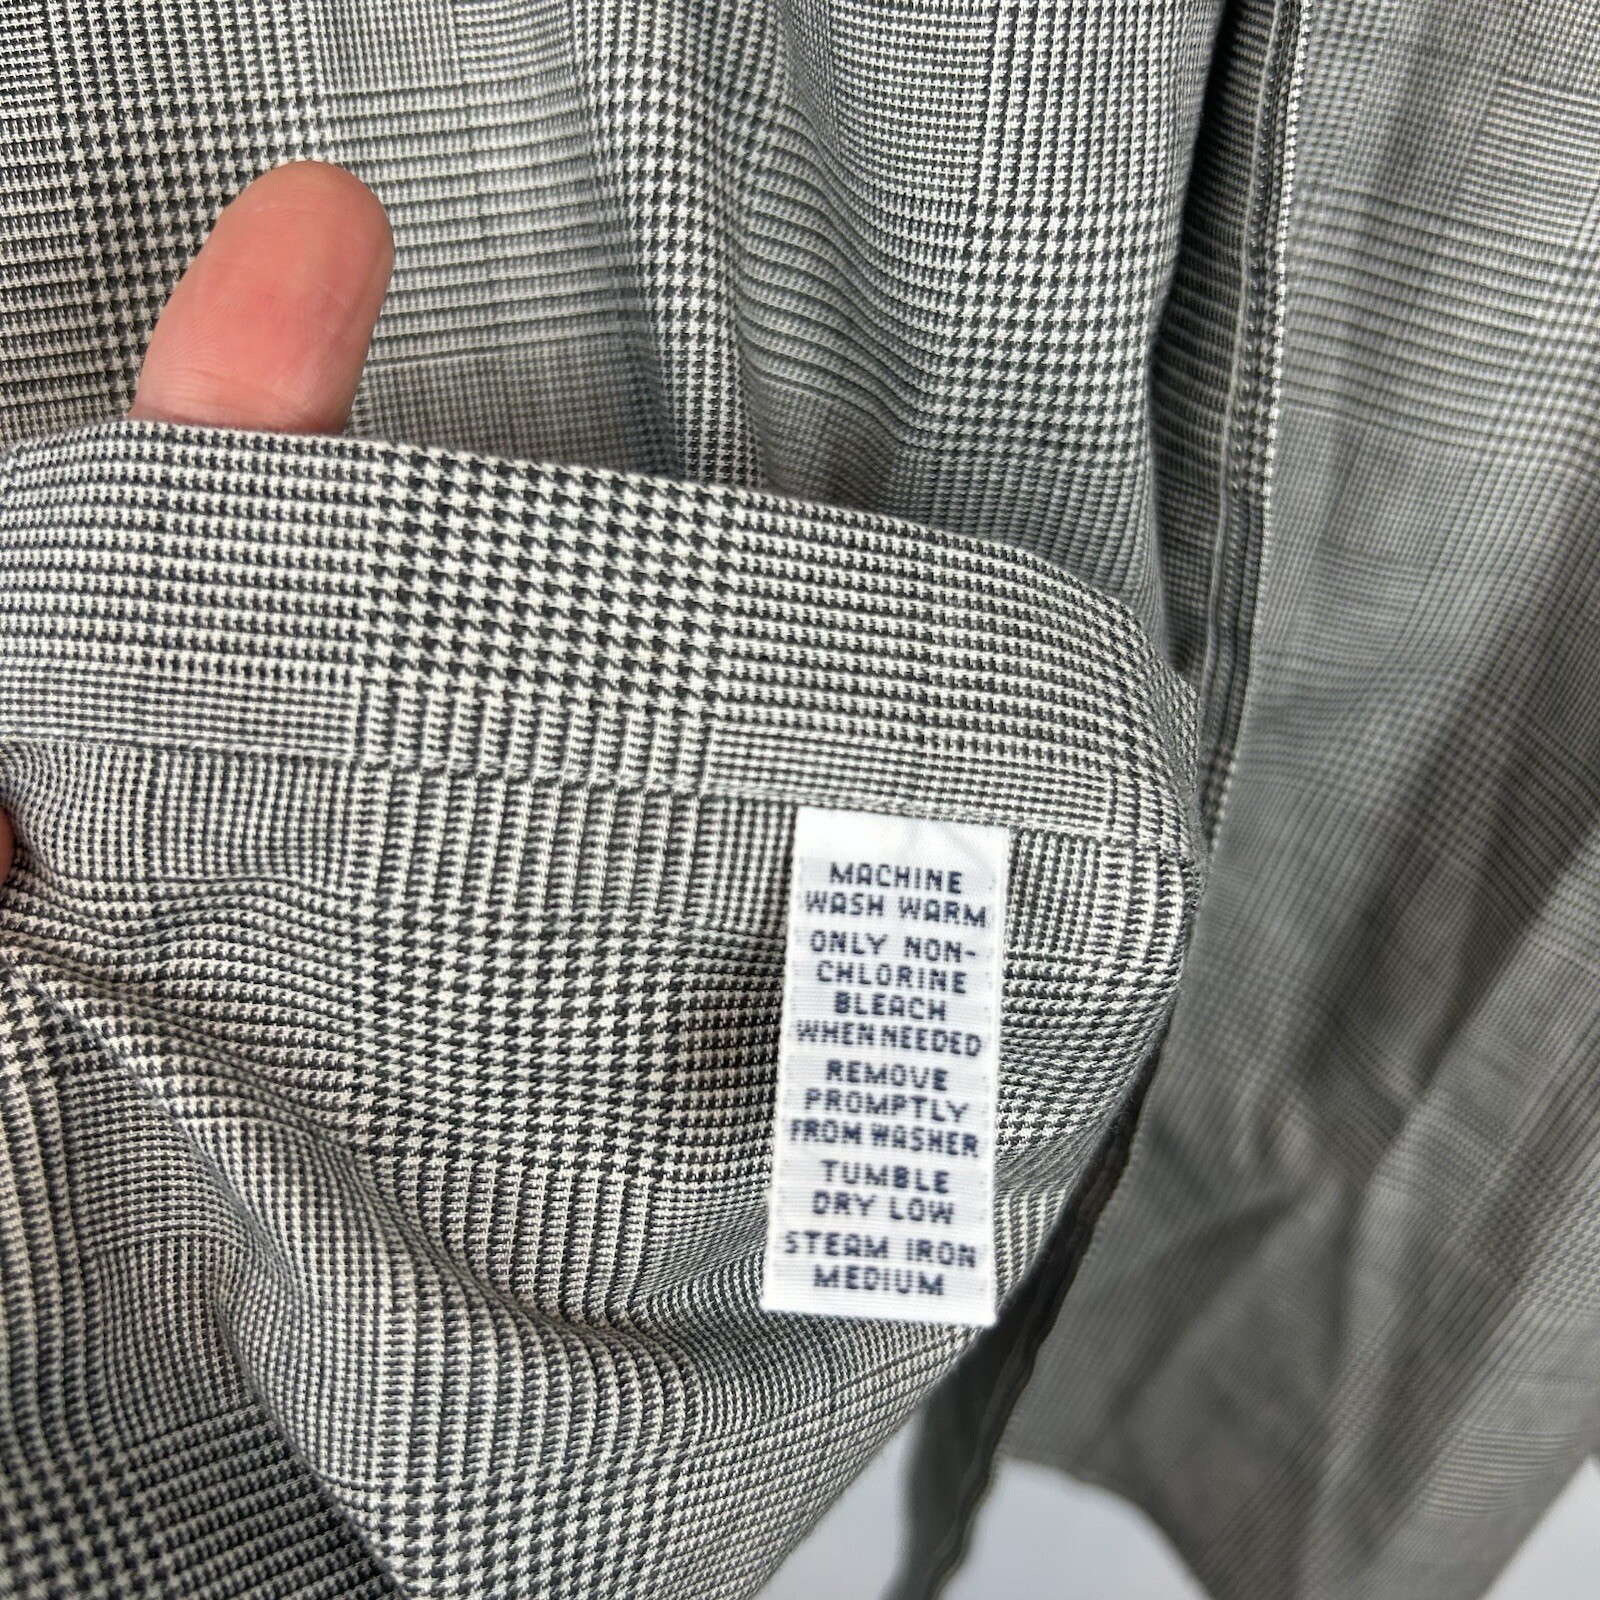 MACHINE
WASH WARM
ONLY NON-
CHLORINE
BLEACH
WHEN NEEDED
REMOVE
PROMPTLY
FROM WASHER
TUMBLE
DRY LOW
STEAM IRON
MEDIUM